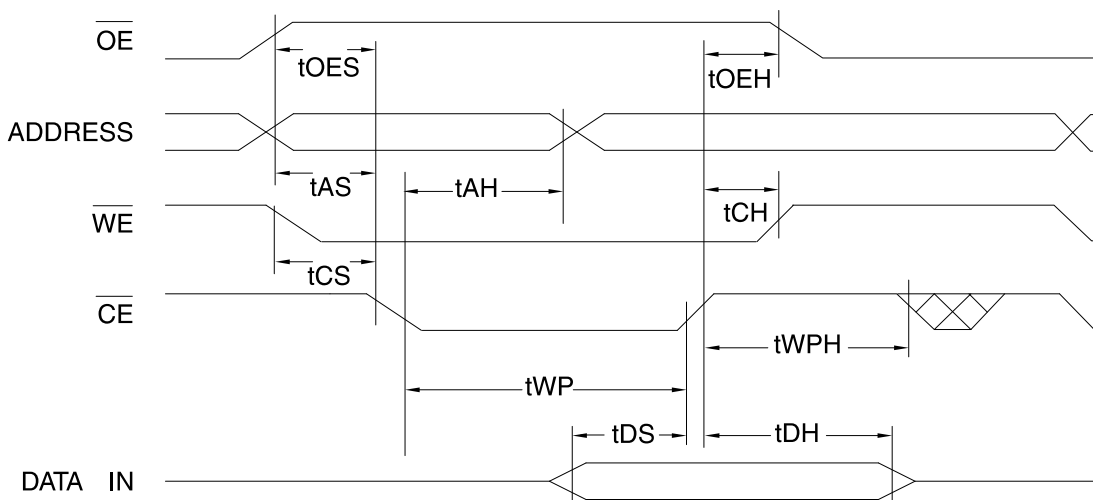 OE
tOES
tOEH
ADDRESS
tAS
tAH
tCH
WE
tCS
CE
tWPH
tWP
tDS
tDH
DATA IN